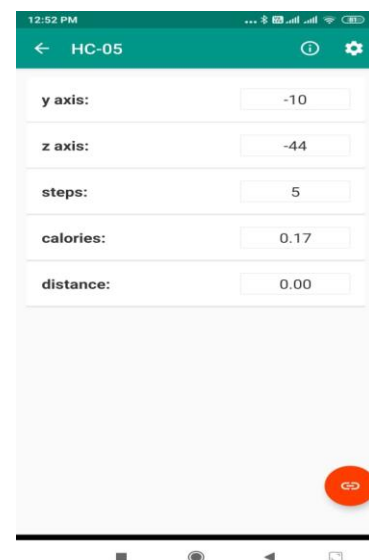 12:52 PM
HC-05
y axis: -10
z axis: -44
steps: 5
calories: 0.17
distance: 0.00